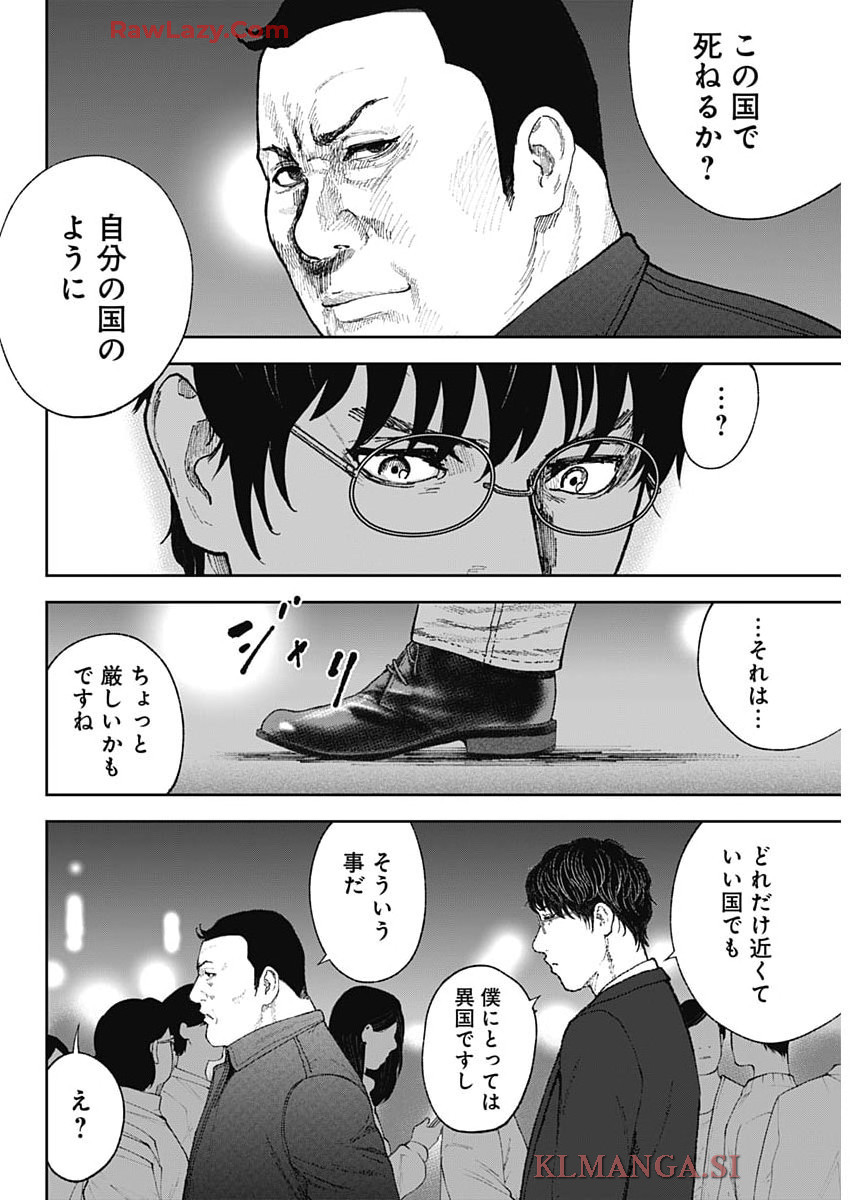 RawLazy.Com
この国で
死ねるか?
自分の国の
ように
…?
…それは…
ジャリ
ちょっと
厳しいかも
ですね
どれだけ近くて
いい国でも
僕にとっては
異国ですし
そういう
事だ
え?
KLMANGA.SI